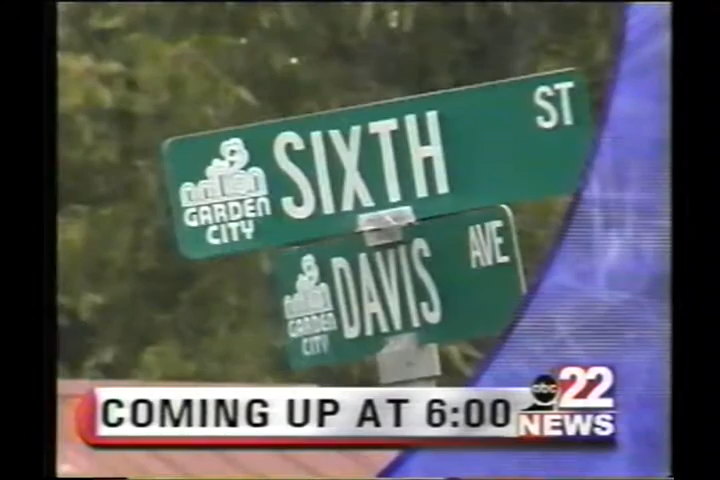 SIXTH ST
GARDEN
CITY
DAVIS AVE
GARDEN
CITY
COMING UP AT 6:00
abc 22
NEWS